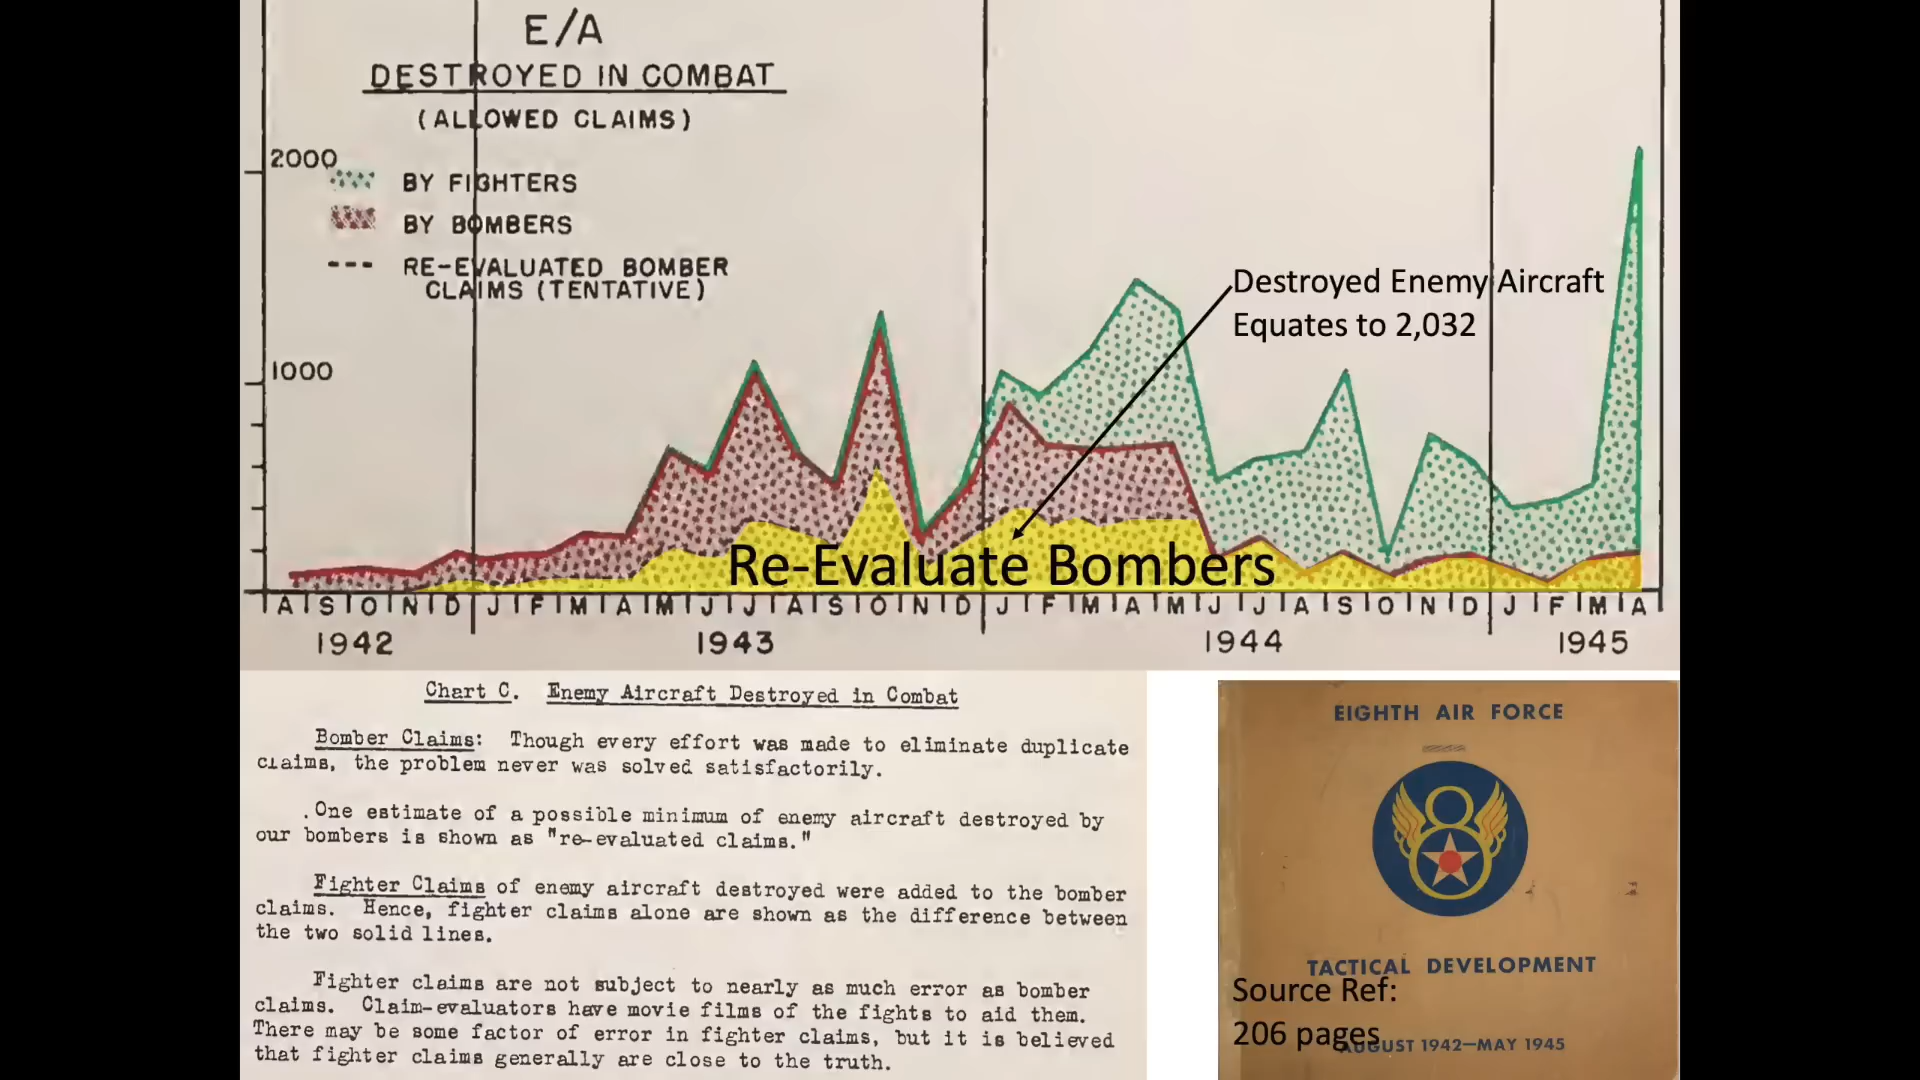 E/A
DESTROYED IN COMBAT
(ALLOWED CLAIMS)
2000
BY FIGHTERS
BY BOMBERS
RE-EVALUATED BOMBER
CLAIMS (TENTATIVE)
Destroyed Enemy Aircraft
Equates to 2,032
1000
Re-Evaluate Bombers
A S O N D J F M A M J J A S O N D J F M A M J J A S O N D J F M A
1942 1943 1944 1945
Chart C. Enemy Aircraft Destroyed in Combat
Bomber Claims: Though every effort was made to eliminate duplicate
claims, the problem never was solved satisfactorily.
.One estimate of a possible minimum of enemy aircraft destroyed by
our bombers is shown as "re-evaluated claims."
Fighter Claims of enemy aircraft destroyed were added to the bomber
claims. Hence, fighter claims alone are shown as the difference between
the two solid lines.
Fighter claims are not subject to nearly as much error as bomber
claims. Claim-evaluators have movie films of the fights to aid them.
There may be some factor of error in fighter claims, but it is believed
that fighter claims generally are close to the truth.
EIGHTH AIR FORCE
TACTICAL DEVELOPMENT
Source Ref:
206 pages
AUGUST 1942—MAY 1945